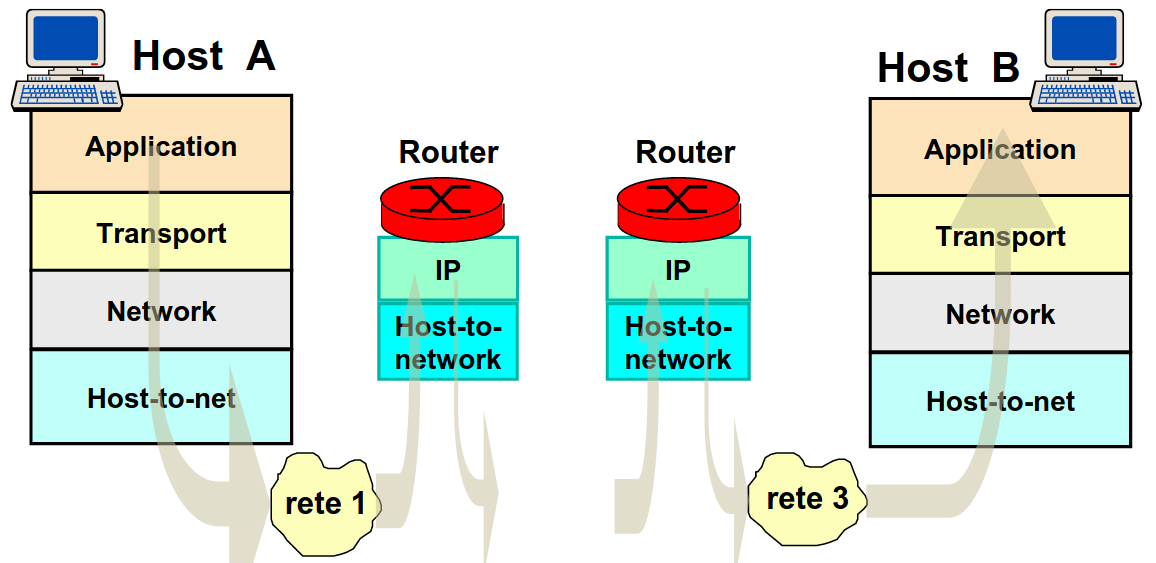 Host A
Host B
Application
Transport
Network
Host-to-net
Router
IP
Host-to-
network
Router
IP
Host-to-
network
Application
Transport
Network
Host-to-net
rete 1
rete 3